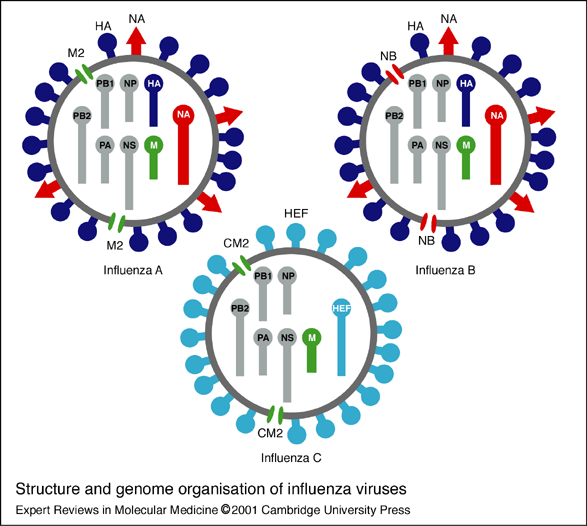 HA
NA
M2
PB1
NP
HA
PB2
NA
PA
NS
M
M2
Influenza A
HA
NA
NB
PB1
NP
HA
PB2
NA
PA
NS
M
NB
Influenza B
HEF
CM2
PB1
NP
PB2
HEF
PA
NS
M
CM2
Influenza C
Structure and genome organisation of influenza viruses
Expert Reviews in Molecular Medicine ©2001 Cambridge University Press